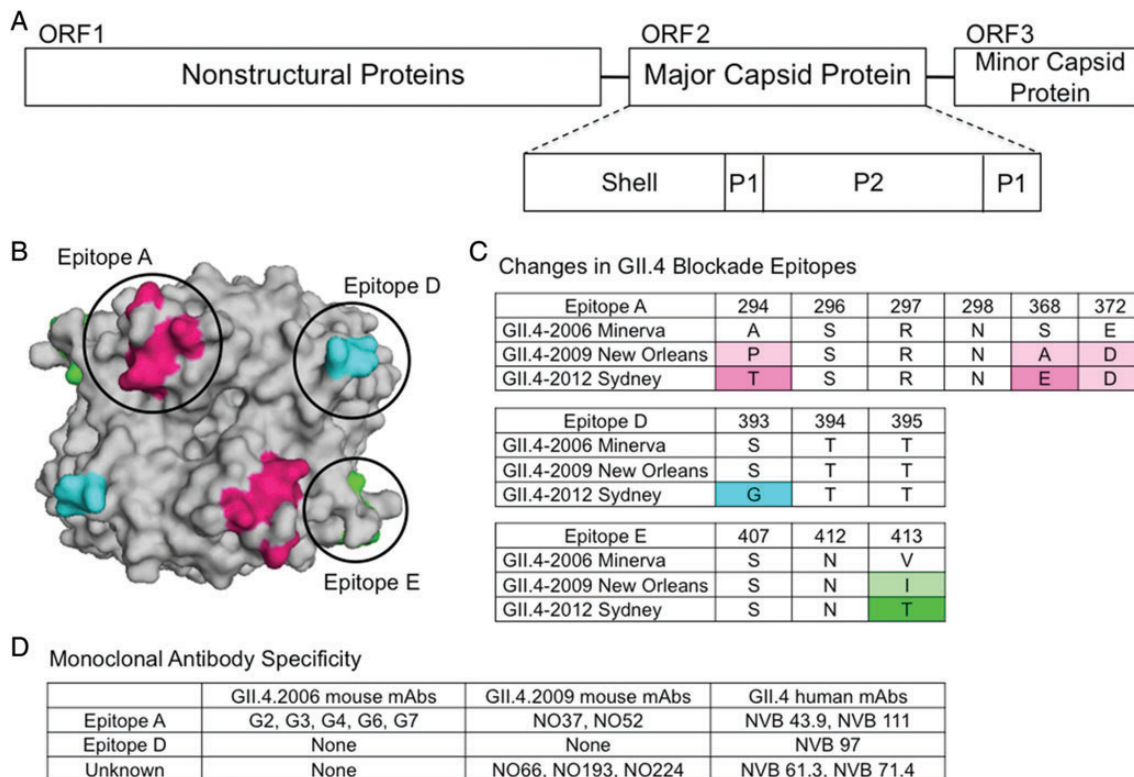 A
ORF1
ORF2
ORF3
Nonstructural Proteins
Major Capsid Protein
Minor Capsid
Protein
Shell
P1
P2
P1
B
Epitope A
Epitope D
Epitope E
C
Changes in GII.4 Blockade Epitopes
Epitope A 294 296 297 298 368 372
GII.4-2006 Minerva A S R N S E
GII.4-2009 New Orleans P S R N A D
GII.4-2012 Sydney T S R N E D
Epitope D 393 394 395
GII.4-2006 Minerva S T T
GII.4-2009 New Orleans S T T
GII.4-2012 Sydney G T T
Epitope E 407 412 413
GII.4-2006 Minerva S N V
GII.4-2009 New Orleans S N I
GII.4-2012 Sydney S N T
D
Monoclonal Antibody Specificity
GII.4.2006 mouse mAbs GII.4.2009 mouse mAbs GII.4 human mAbs
Epitope A G2, G3, G4, G6, G7 NO37, NO52 NVB 43.9, NVB 111
Epitope D None None NVB 97
Unknown None NO66, NO193, NO224 NVB 61.3, NVB 71.4